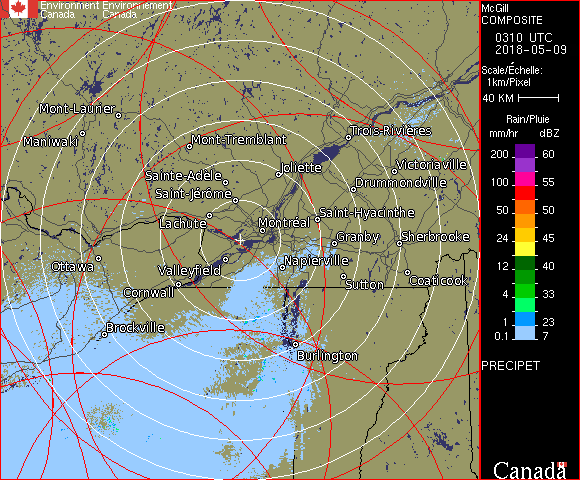 Environment Environnement
Canada Canada
McGill
COMPOSITE
0310 UTC
2018-05-09
Scale/Échelle:
1km/Pixel
40 KM
Rain/Pluie
mm/hr dBZ
200 60
100 55
50 50
24 45
12 40
4 33
1 23
0.1 7
PRECIPET
Canada
Mont-Laurier
Maniwaki
Mont-Tremblant
Trois-Rivières
Sainte-Adèle
Joliette
Victoriaville
Saint-Jérôme
Drummondville
Lachute
Montréal
Saint-Hyacinthe
Granby
Sherbrooke
Ottawa
Valleyfield
Napierville
Cornwall
Sutton
Coaticook
Brockville
Burlington